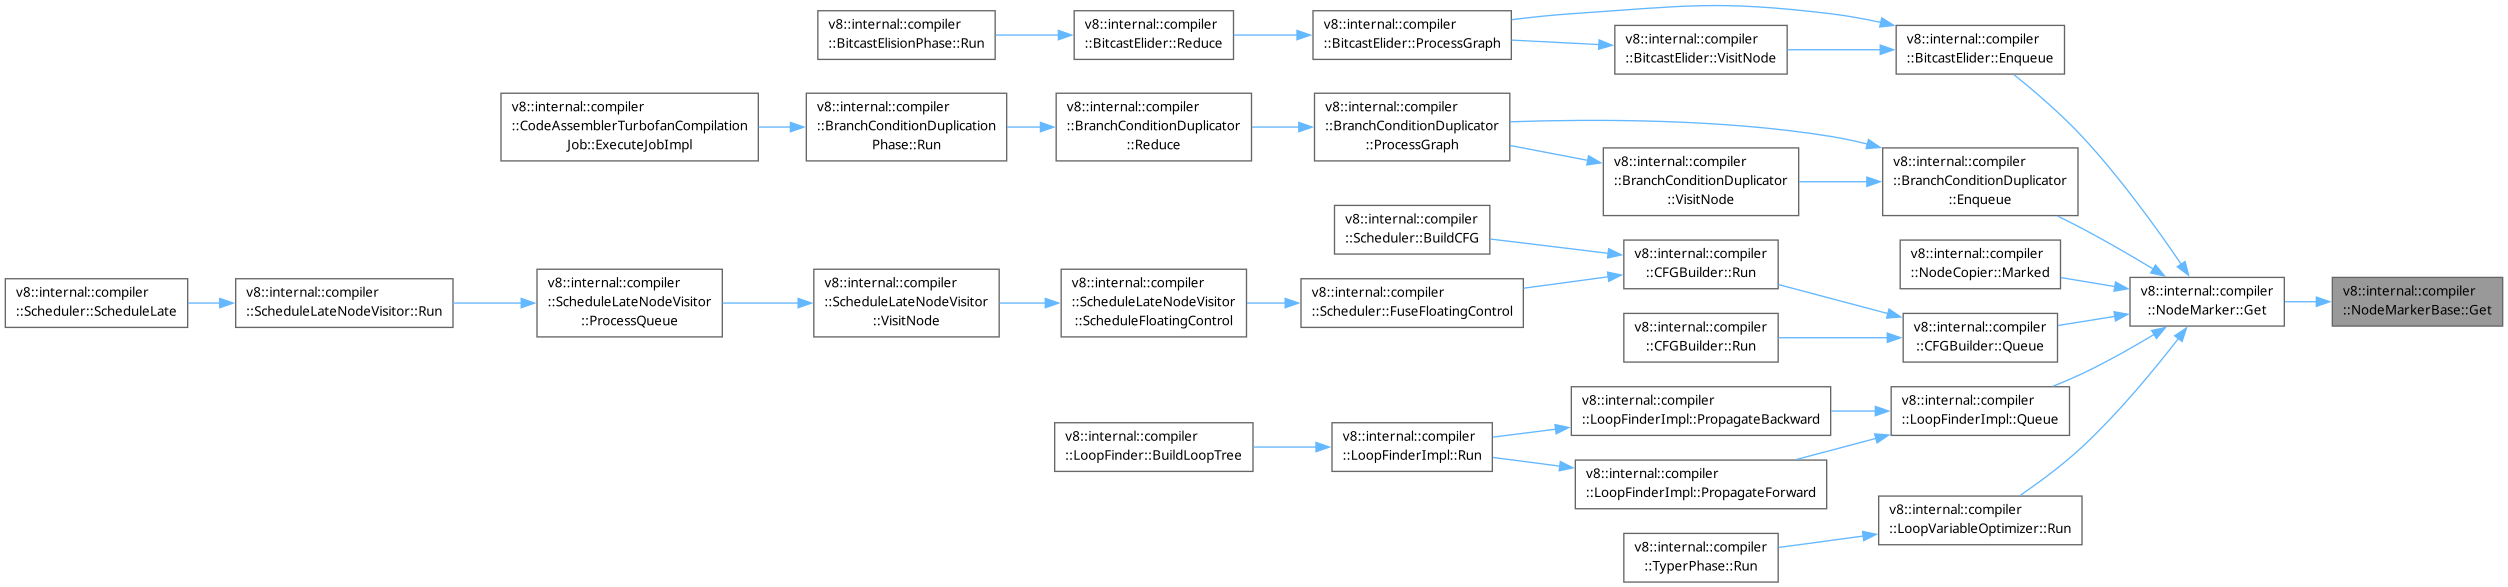 v8::internal::compiler
::BitcastElisionPhase::Run
v8::internal::compiler
::BitcastElider::Reduce
v8::internal::compiler
::BitcastElider::ProcessGraph
v8::internal::compiler
::BitcastElider::VisitNode
v8::internal::compiler
::BitcastElider::Enqueue
v8::internal::compiler
::CodeAssemblerTurbofanCompilation
Job::ExecuteJobImpl
v8::internal::compiler
::BranchConditionDuplication
Phase::Run
v8::internal::compiler
::BranchConditionDuplicator
::Reduce
v8::internal::compiler
::BranchConditionDuplicator
::ProcessGraph
v8::internal::compiler
::BranchConditionDuplicator
::VisitNode
v8::internal::compiler
::BranchConditionDuplicator
::Enqueue
v8::internal::compiler
::Scheduler::BuildCFG
v8::internal::compiler
::CFGBuilder::Run
v8::internal::compiler
::NodeCopier::Marked
v8::internal::compiler
::Scheduler::ScheduleLate
v8::internal::compiler
::ScheduleLateNodeVisitor::Run
v8::internal::compiler
::ScheduleLateNodeVisitor
::ProcessQueue
v8::internal::compiler
::ScheduleLateNodeVisitor
::VisitNode
v8::internal::compiler
::ScheduleLateNodeVisitor
::ScheduleFloatingControl
v8::internal::compiler
::Scheduler::FuseFloatingControl
v8::internal::compiler
::CFGBuilder::Run
v8::internal::compiler
::CFGBuilder::Queue
v8::internal::compiler
::NodeMarker::Get
v8::internal::compiler
::NodeMarkerBase::Get
v8::internal::compiler
::LoopFinder::BuildLoopTree
v8::internal::compiler
::LoopFinderImpl::Run
v8::internal::compiler
::LoopFinderImpl::PropagateBackward
v8::internal::compiler
::LoopFinderImpl::Queue
v8::internal::compiler
::LoopFinderImpl::PropagateForward
v8::internal::compiler
::LoopVariableOptimizer::Run
v8::internal::compiler
::TyperPhase::Run